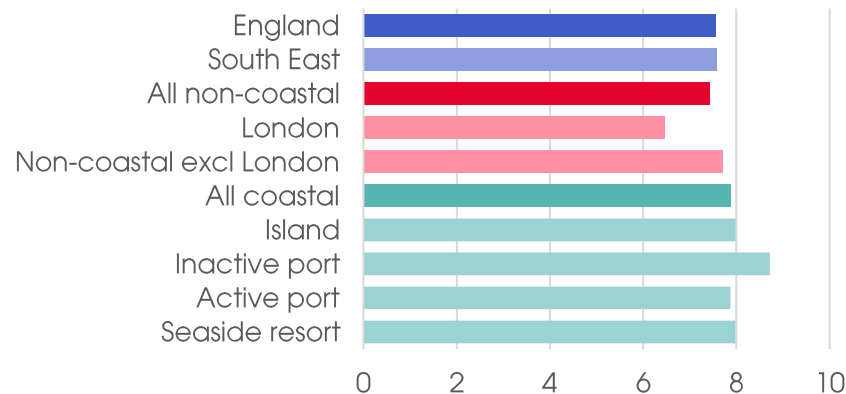 England
South East
All non-coastal
London
Non-coastal excl London
All coastal
Island
Inactive port
Active port
Seaside resort
0 2 4 6 8 10